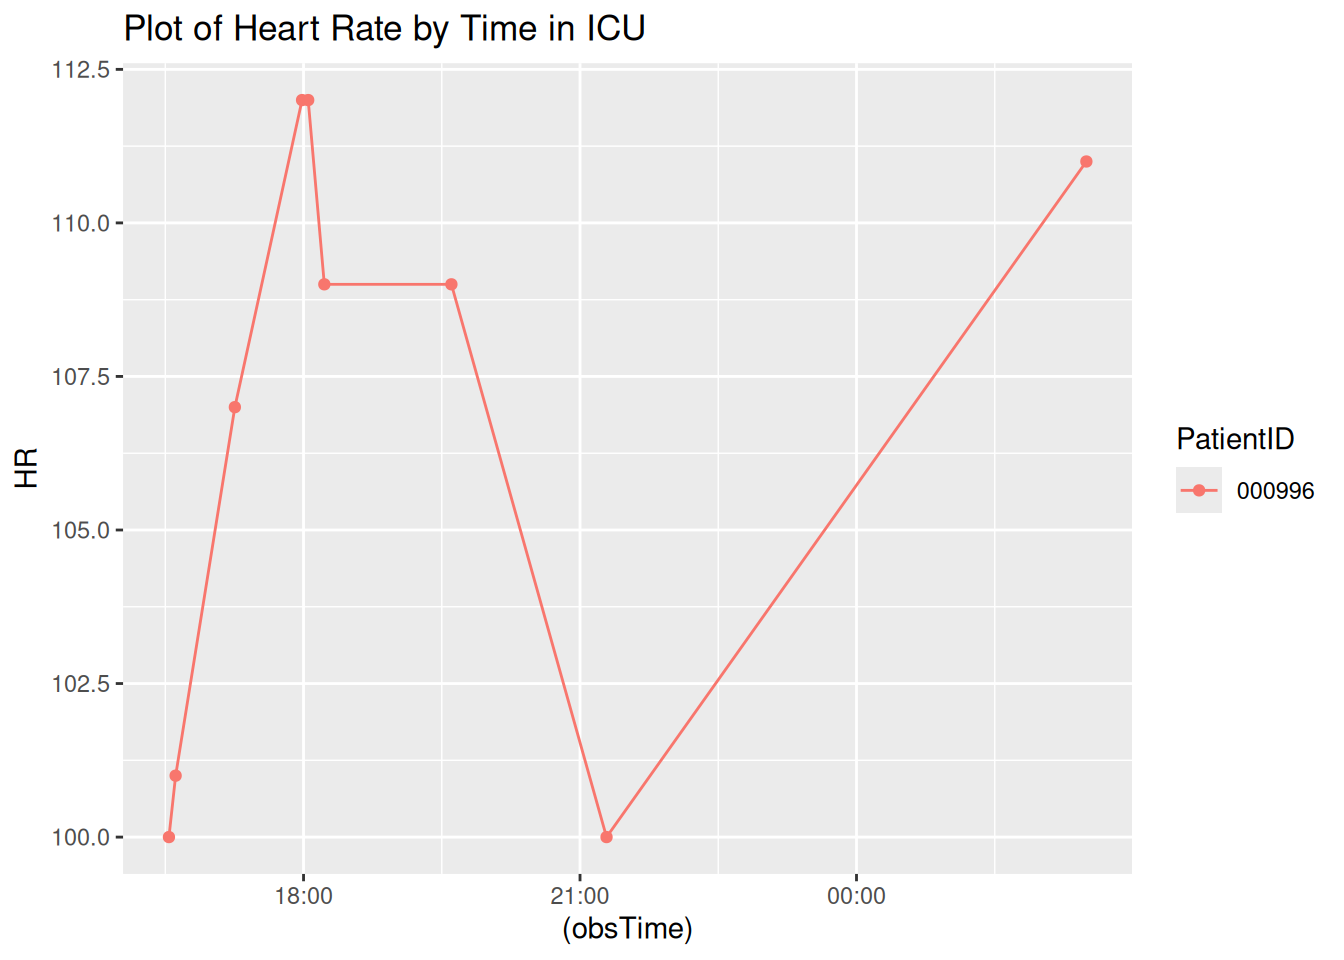 Plot of Heart Rate by Time in ICU
112.5
110.0
107.5
105.0
102.5
100.0
HR
18:00
21:00
00:00
(obsTime)
PatientID
000996